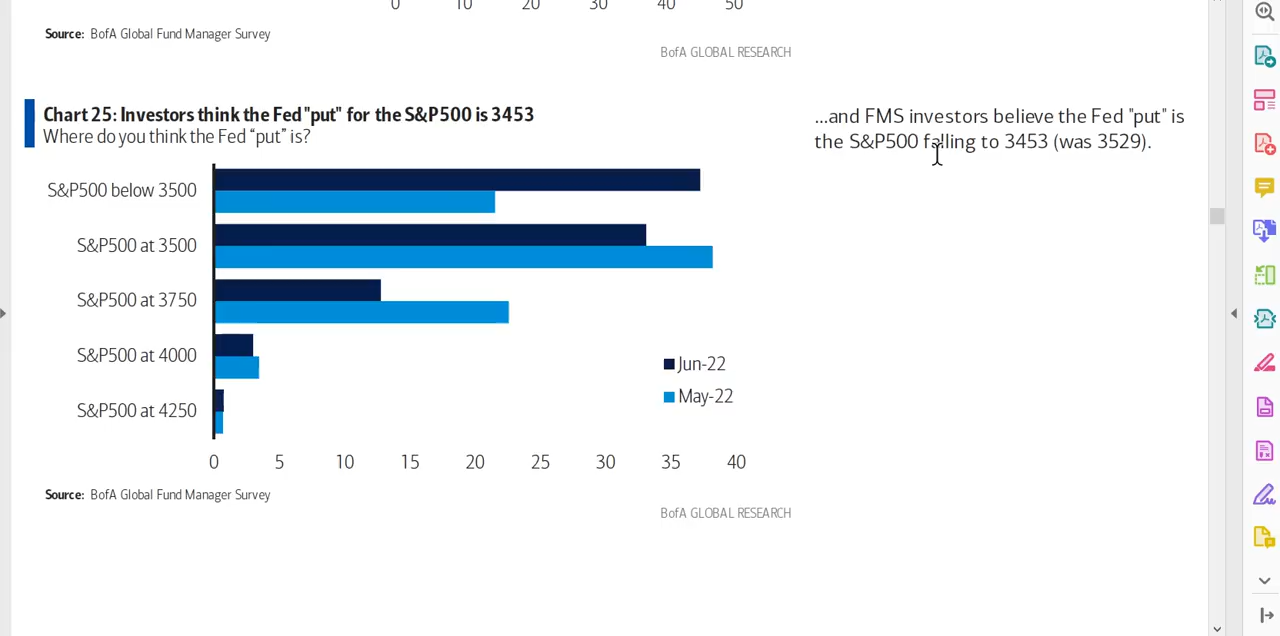 0 10 20 30 40 50
Source: BofA Global Fund Manager Survey
BofA GLOBAL RESEARCH
Chart 25: Investors think the Fed "put" for the S&P500 is 3453
Where do you think the Fed “put” is?
S&P500 below 3500
S&P500 at 3500
S&P500 at 3750
S&P500 at 4000
S&P500 at 4250
Jun-22
May-22
0 5 10 15 20 25 30 35 40
Source: BofA Global Fund Manager Survey
BofA GLOBAL RESEARCH
...and FMS investors believe the Fed "put" is
the S&P500 falling to 3453 (was 3529).